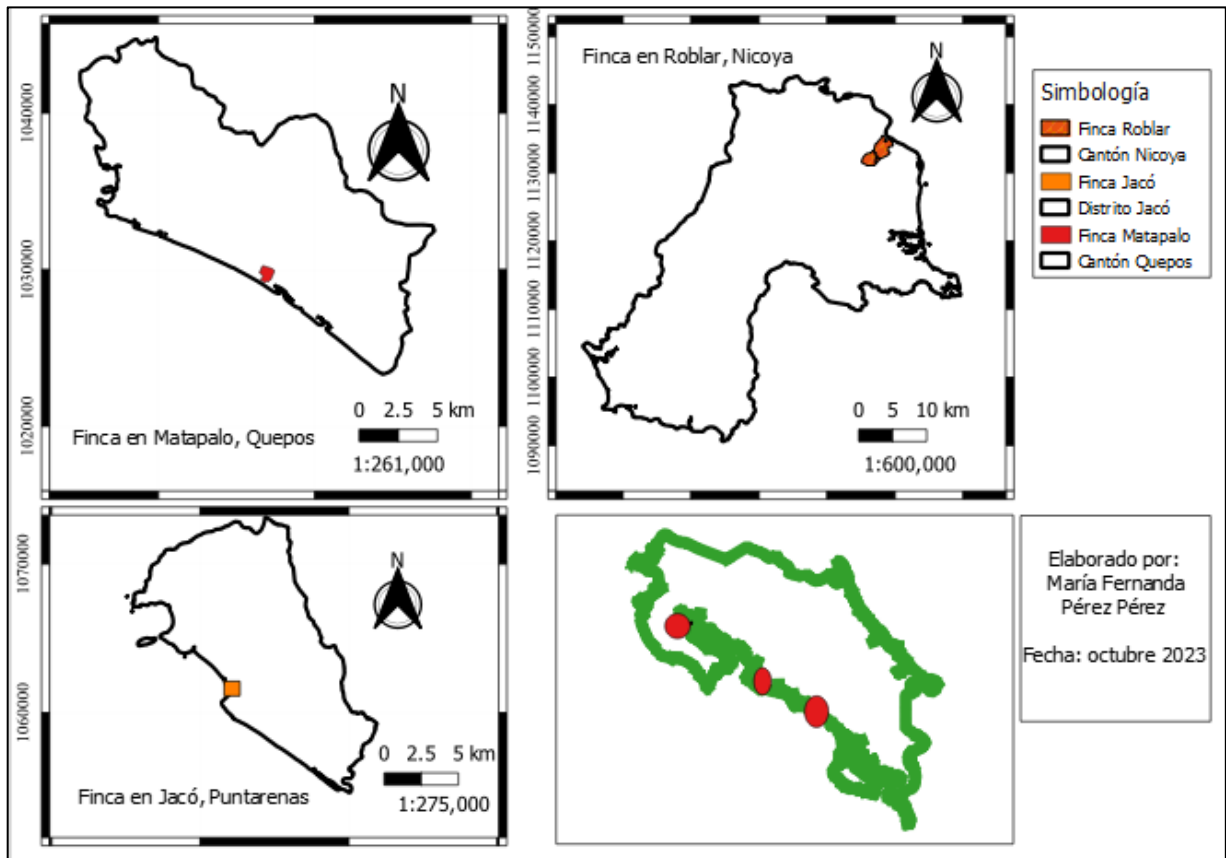 1040000
1030000
1020000
N
0 2.5 5 km
1:261,000
Finca en Matapalo, Quepos
1150000
1140000
1130000
1120000
1110000
1100000
1090000
Finca en Roblar, Nicoya
N
0 5 10 km
1:600,000
Simbología
Finca Roblar
Cantón Nicoya
Finca Jacó
Distrito Jacó
Finca Matapalo
Cantón Quepos
1070000
1060000
N
0 2.5 5 km
1:275,000
Finca en Jacó, Puntarenas
Elaborado por:
María Fernanda
Pérez Pérez
Fecha: octubre 2023